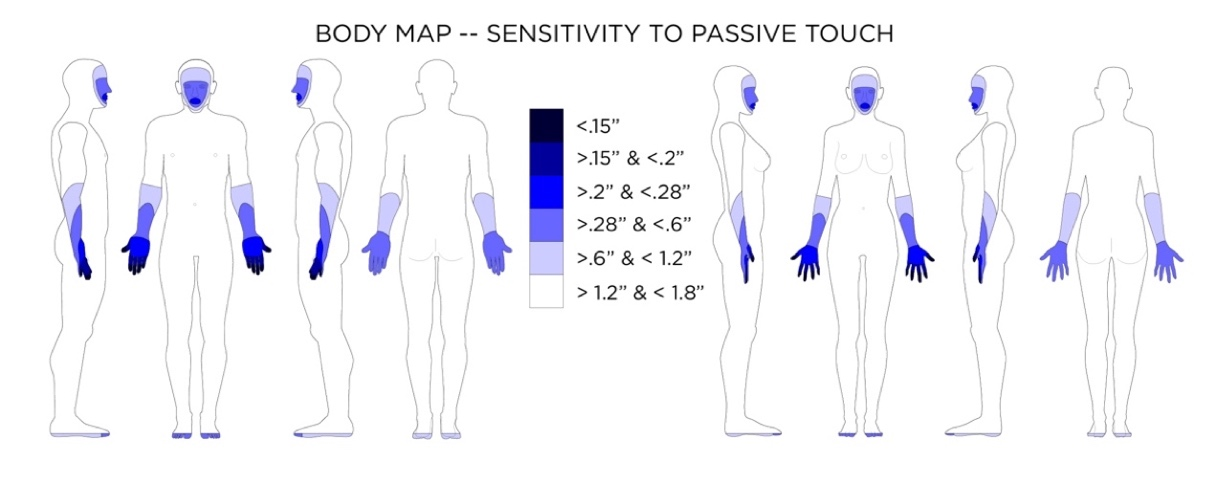 BODY MAP -- SENSITIVITY TO PASSIVE TOUCH
<.15”
>.15” & <.2”
>.2” & <.28”
>.28” & <.6”
>.6” & < 1.2”
> 1.2” & < 1.8”